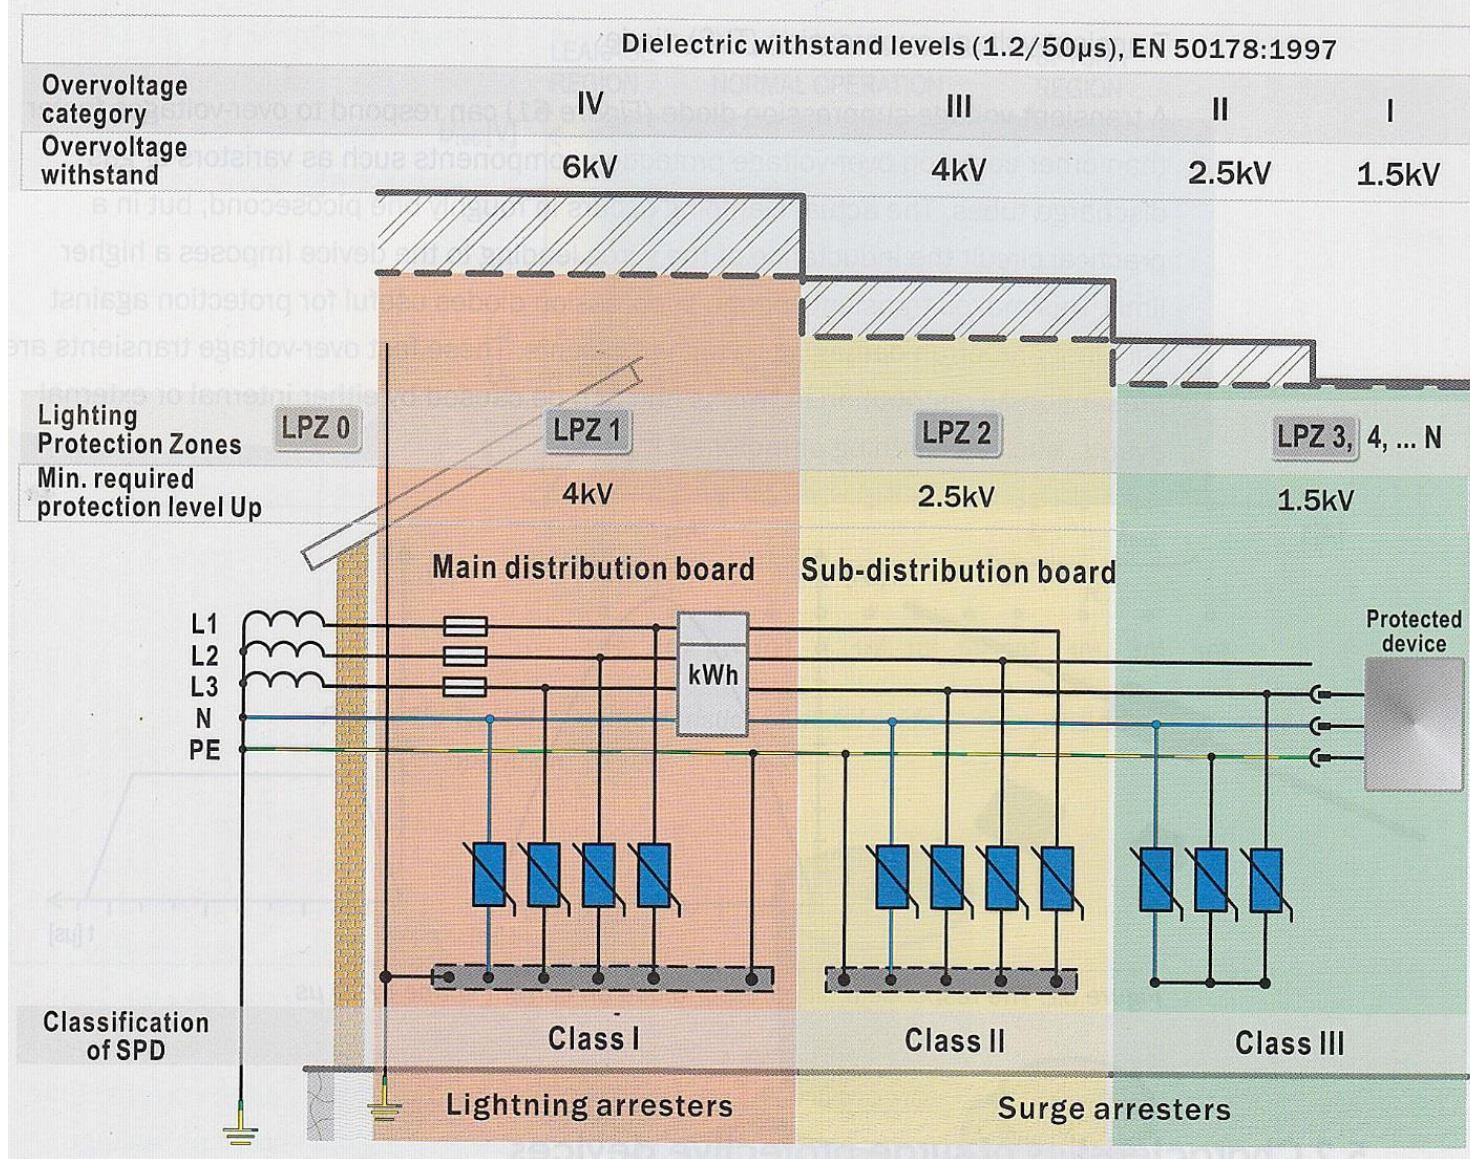 Dielectric withstand levels (1.2/50μs), EN 50178:1997
Overvoltage
category
IV
III
II
I
Overvoltage
withstand
6kV
4kV
2.5kV
1.5kV
Lighting
Protection Zones
LPZ 0
LPZ 1
LPZ 2
LPZ 3, 4, ... N
Min. required
protection level Up
4kV
2.5kV
1.5kV
Main distribution board
Sub-distribution board
L1
L2
L3
N
PE
kWh
Protected
device
Classification
of SPD
Class I
Class II
Class III
Lightning arresters
Surge arresters